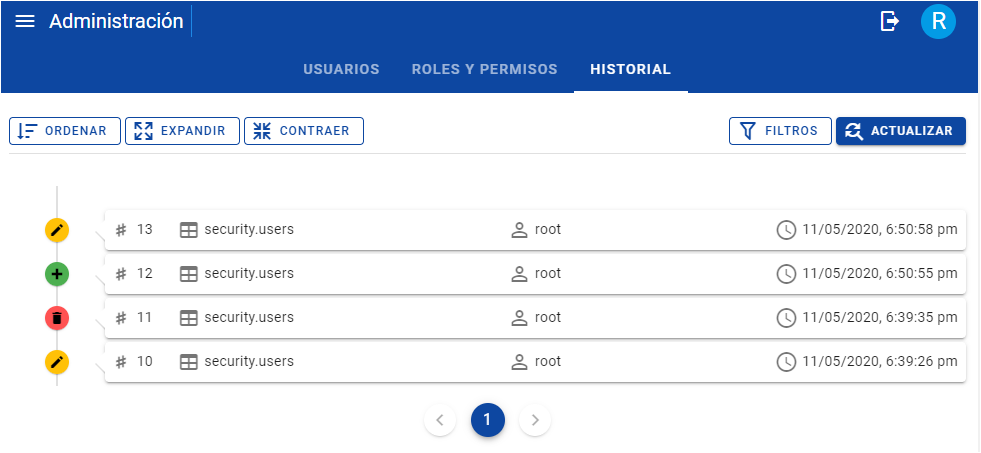 Administración
R
USUARIOS ROLES Y PERMISOS HISTORIAL
ORDENAR EXPANDIR CONTRAER FILTROS ACTUALIZAR
# 13 security.users root 11/05/2020, 6:50:58 pm
# 12 security.users root 11/05/2020, 6:50:55 pm
# 11 security.users root 11/05/2020, 6:39:35 pm
# 10 security.users root 11/05/2020, 6:39:26 pm
1